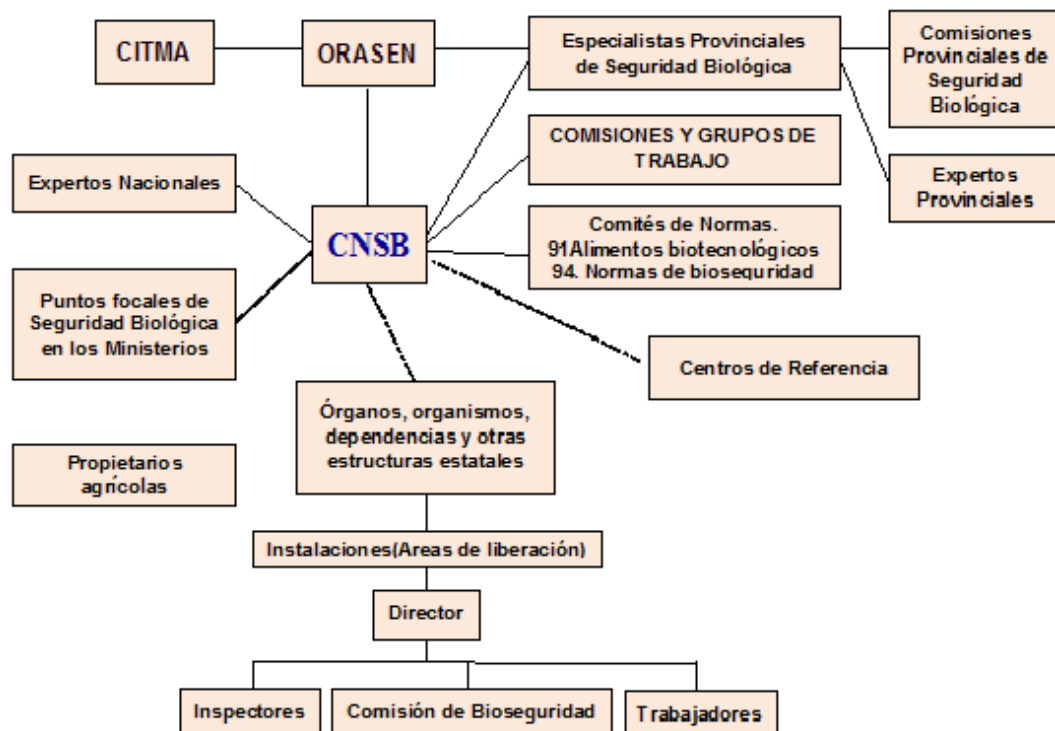 CITMA
ORASEN
Especialistas Provinciales
de Seguridad Biológica
Comisiones
Provinciales de
Seguridad
Biológica
COMISIONES Y GRUPOS DE
TRABAJO
Expertos Nacionales
Expertos
Provinciales
CNSB
Comités de Normas.
91Alimentos biotecnológicos
94. Normas de bioseguridad
Puntos focales de
Seguridad Biológica
en los Ministerios
Centros de Referencia
Órganos, organismos,
dependencias y otras
estructuras estatales
Propietarios
agrícolas
Instalaciones(Areas de liberación)
Director
Inspectores
Comisión de Bioseguridad
Trabajadores